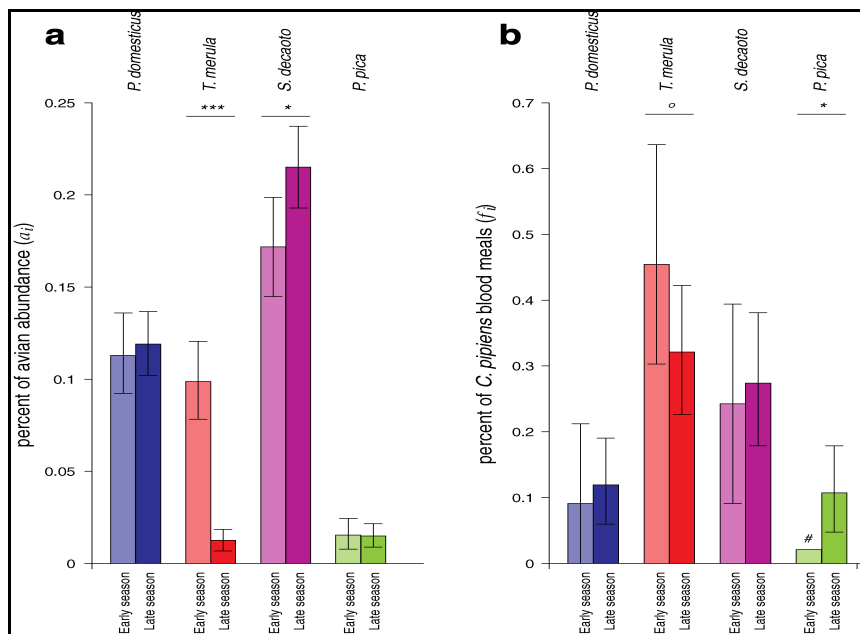 a
P. domesticus
T. merula
S. decaoto
P. pica
***
*
percent of avian abundance (ai)
0.25
0.2
0.15
0.1
0.05
0
Early season
Late season
Early season
Late season
Early season
Late season
Early season
Late season
b
P. domesticus
T. merula
S. decaoto
P. pica
°
*
percent of C. pipiens blood meals (fi)
0.7
0.6
0.5
0.4
0.3
0.2
0.1
0
#
Early season
Late season
Early season
Late season
Early season
Late season
Early season
Late season